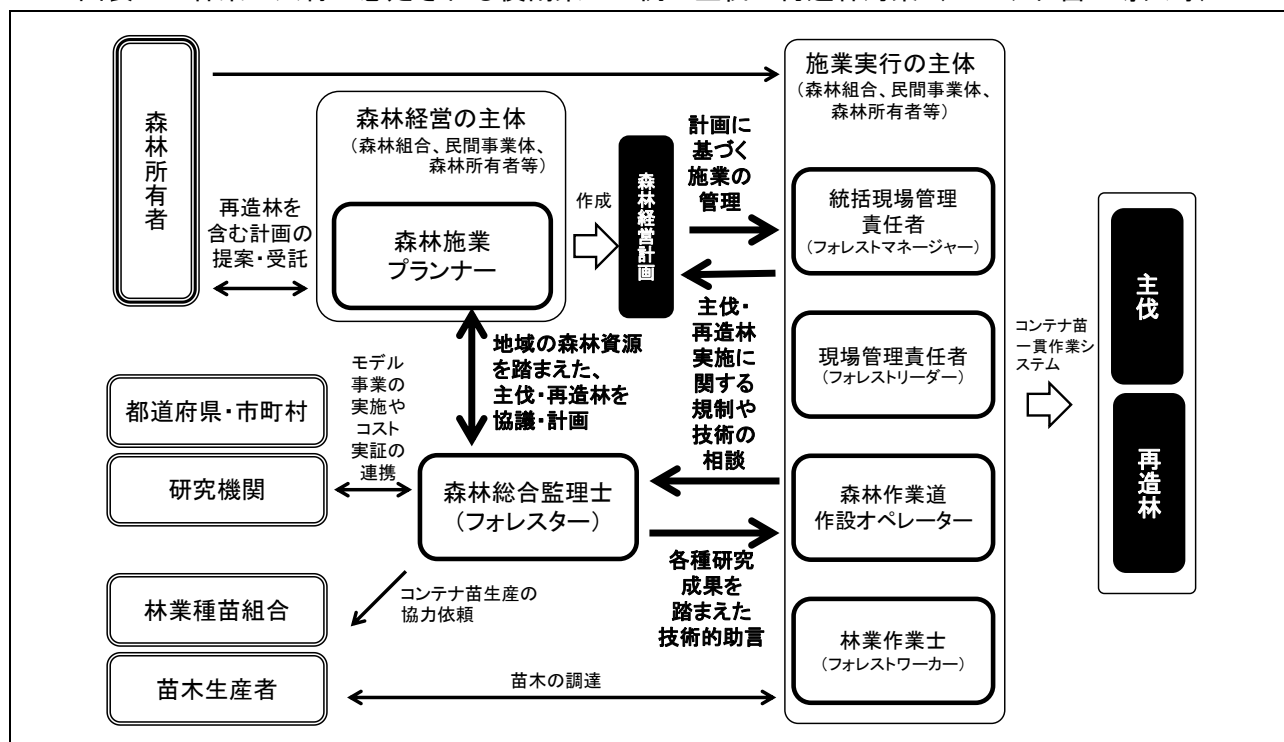 森林所有者
再造林を
含む計画の
提案・受託
森林経営の主体
(森林組合、民間事業体、
森林所有者等)
森林施業
プランナー
作成
森林経営計画
計画に
基づく
施業の
管理
施業実行の主体
(森林組合、民間事業体、
森林所有者等)
統括現場管理
責任者
(フォレストマネージャー)
現場管理責任者
(フォレストリーダー)
森林作業道
作設オペレーター
林業作業士
(フォレストワーカー)
主伐・
再造林
実施に
関する
規制や
技術の
相談
地域の森林資源
を踏まえた、
主伐・再造林を
協議・計画
モデル
事業の
実施や
コスト
実証の
連携
都道府県・市町村
研究機関
森林総合監理士
(フォレスター)
各種研究
成果を
踏まえた
技術的助言
コンテナ苗生産の
協力依頼
林業種苗組合
苗木生産者
苗木の調達
コンテナ苗
一貫作業シ
ステム
主伐
再造林